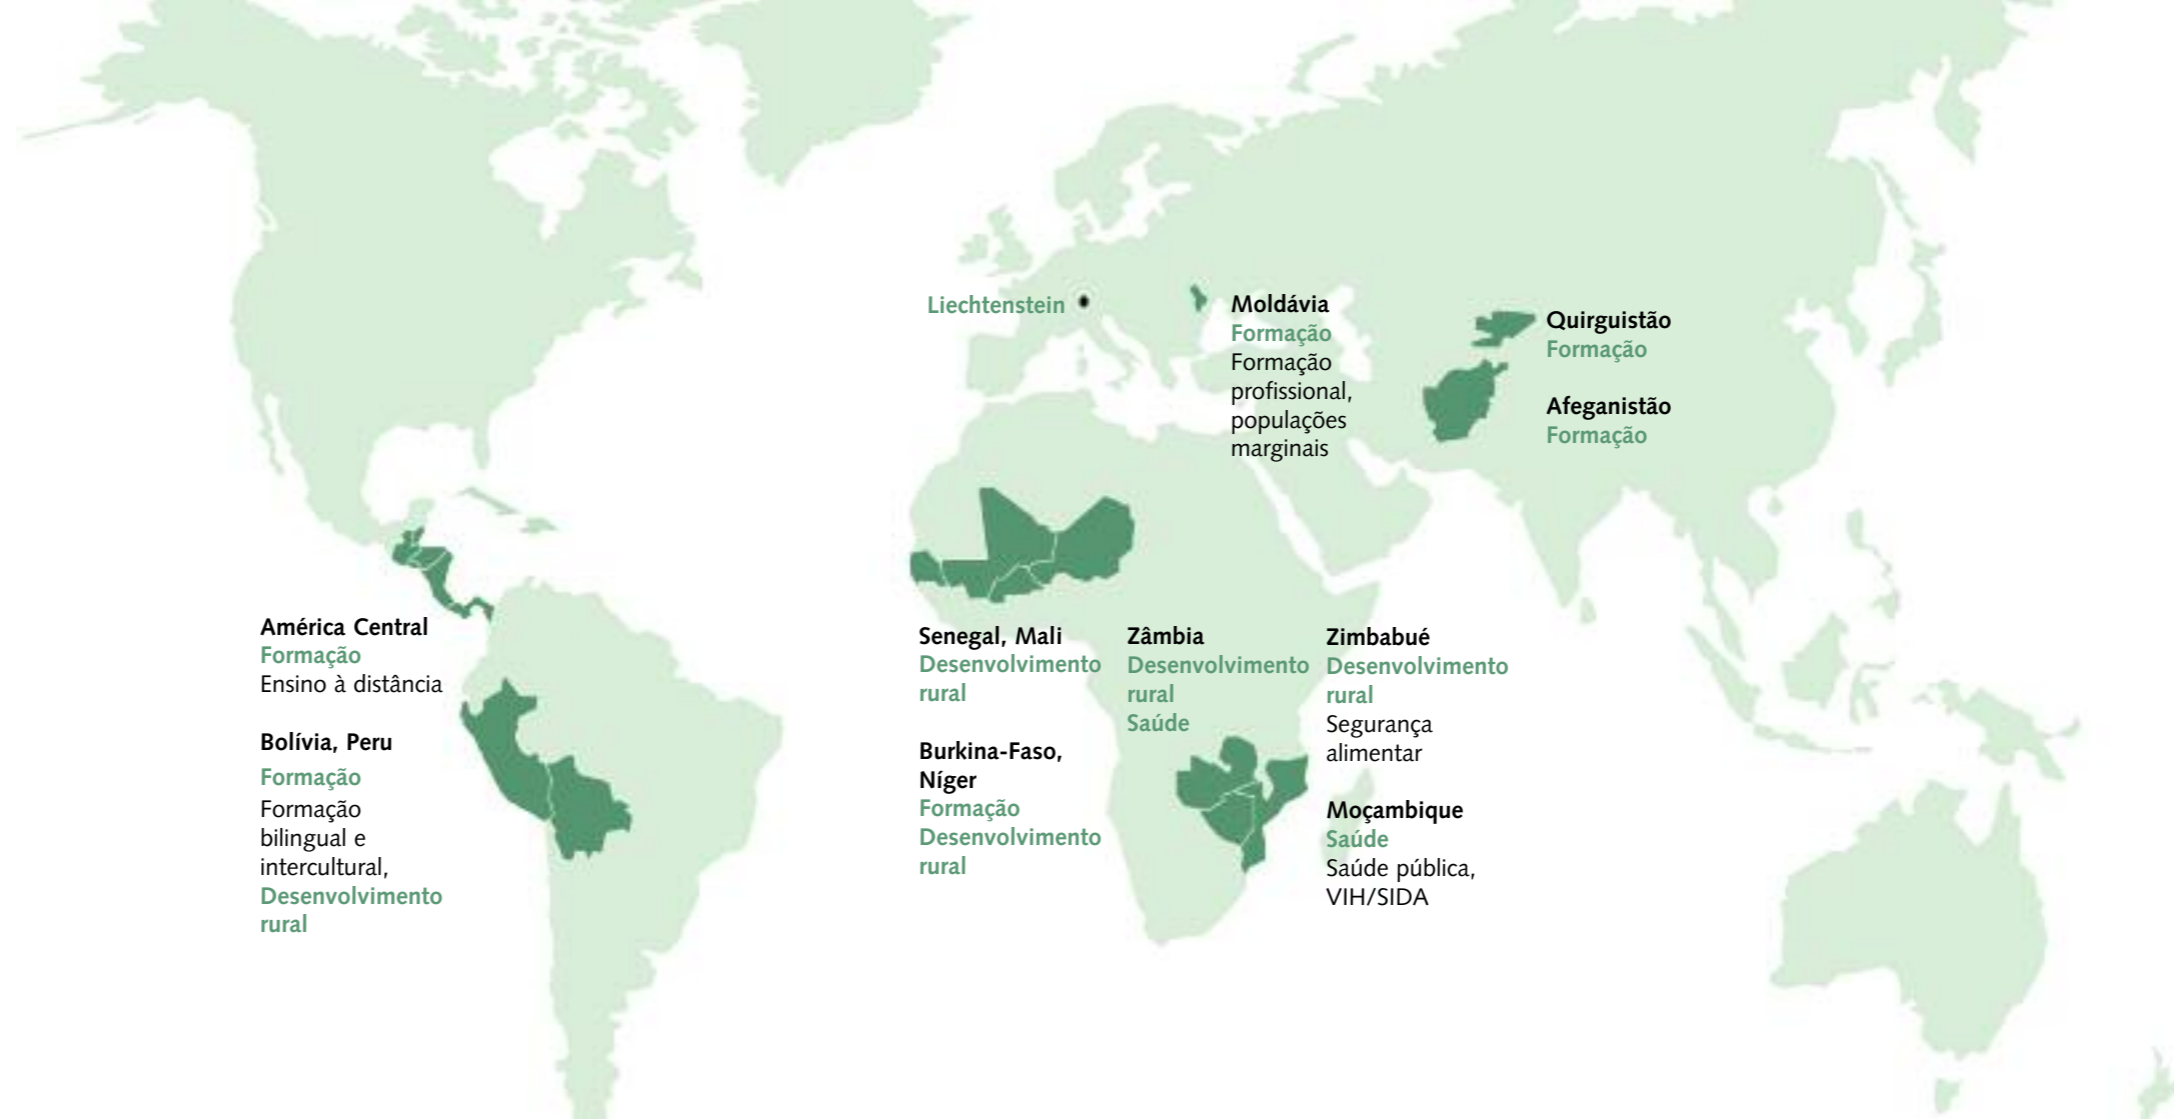 Liechtenstein
Moldávia
Formação
Formação
profissional,
populações
marginais
Quirguistão
Formação
Afeganistão
Formação
América Central
Formação
Ensino à distância
Bolívia, Peru
Formação
Formação
bilingual e
intercultural,
Desenvolvimento
rural
Senegal, Mali
Desenvolvimento
rural
Burkina-Faso,
Níger
Formação
Desenvolvimento
rural
Zâmbia
Desenvolvimento
rural
Saúde
Zimbabué
Desenvolvimento
rural
Segurança
alimentar
Moçambique
Saúde
Saúde pública,
VIH/SIDA